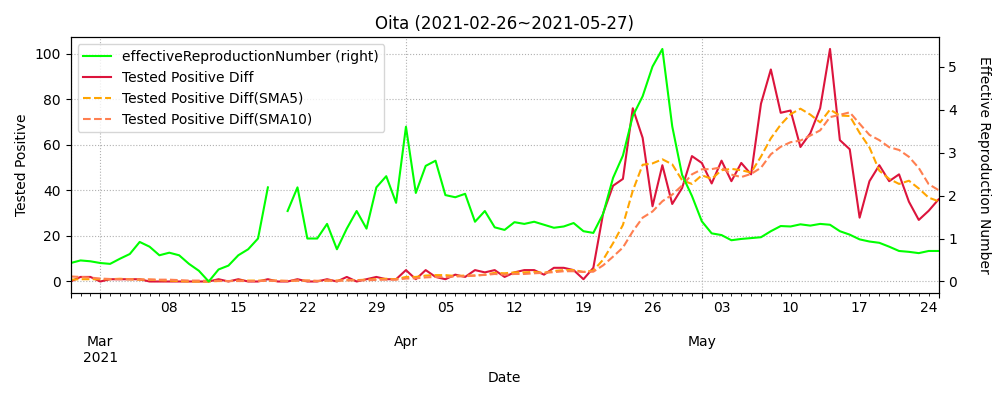 Oita (2021-02-26~2021-05-27)
effectiveReproductionNumber (right)
Tested Positive Diff
Tested Positive Diff(SMA5)
Tested Positive Diff(SMA10)
Tested Positive
100
80
60
40
20
0
Effective Reproduction Number
5
4
3
2
1
0
08 15 22 29 05 12 19 26 03 10 17 24
Mar Apr May
2021
Date